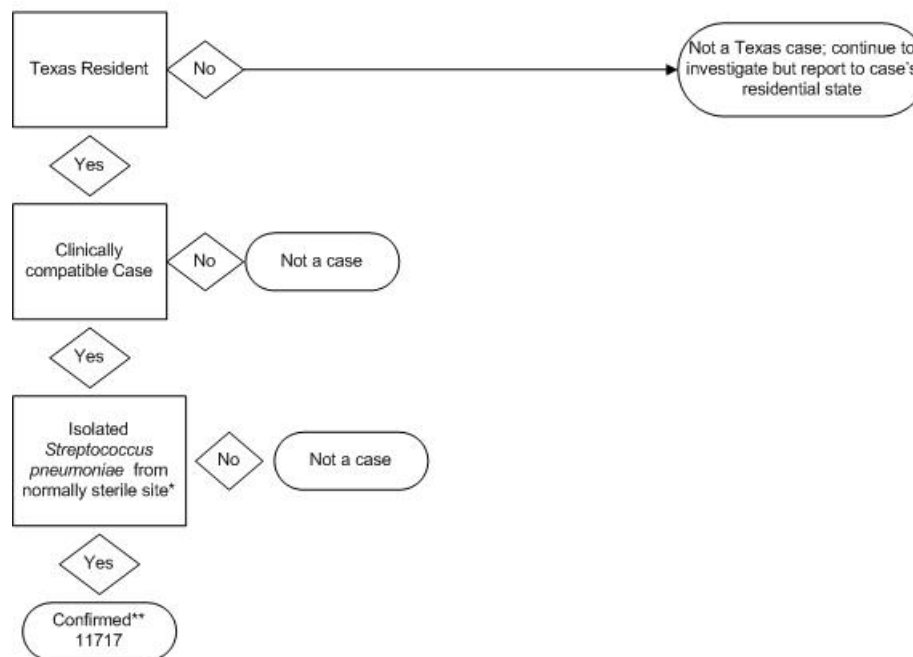 Texas Resident
No
Not a Texas case; continue to
investigate but report to case's
residential state
Yes
Clinically
compatible Case
No
Not a case
Yes
Isolated
Streptococcus
pneumoniae from
normally sterile site*
No
Not a case
Yes
Confirmed**
11717